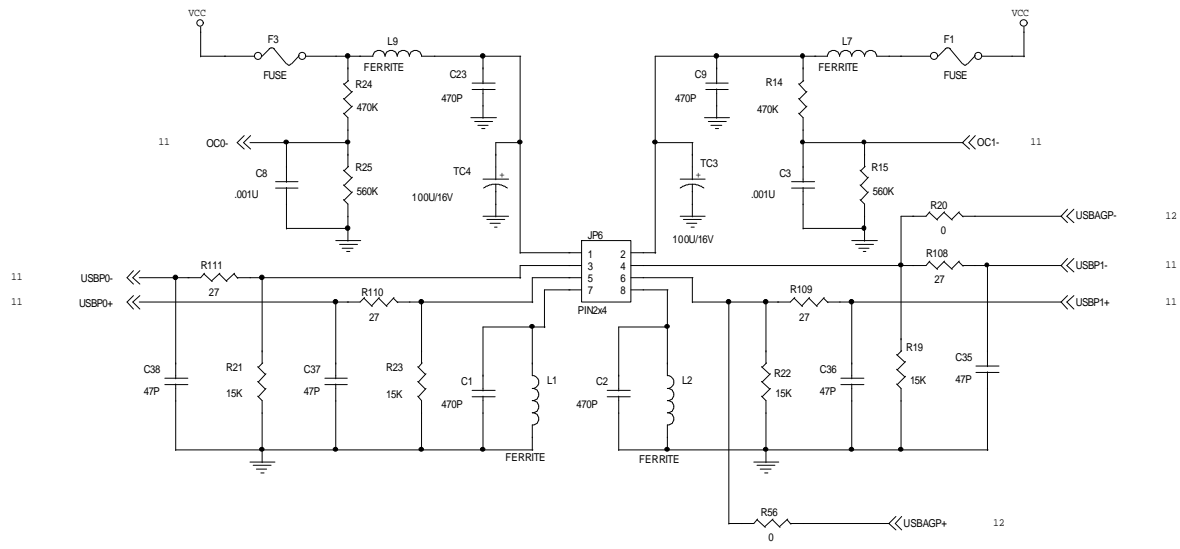 VCC
VCC
F3
FUSE
L9
FERRITE
C23
470P
R24
470K
C9
470P
L7
FERRITE
F1
FUSE
R14
470K
11
OC0-
C8
.001U
R25
560K
TC4
+
100U/16V
TC3
+
100U/16V
C3
.001U
R15
560K
OC1-
11
R20
0
USBAGP-
12
JP6
1
2
3
4
5
6
7
8
PIN2x4
11
USBP0-
R111
27
11
USBP0+
R110
27
R108
27
USBP1-
11
R109
27
USBP1+
11
C38
47P
R21
15K
C37
47P
R23
15K
C1
470P
L1
FERRITE
C2
470P
L2
FERRITE
R22
15K
C36
47P
R19
15K
C35
47P
R56
0
USBAGP+
12